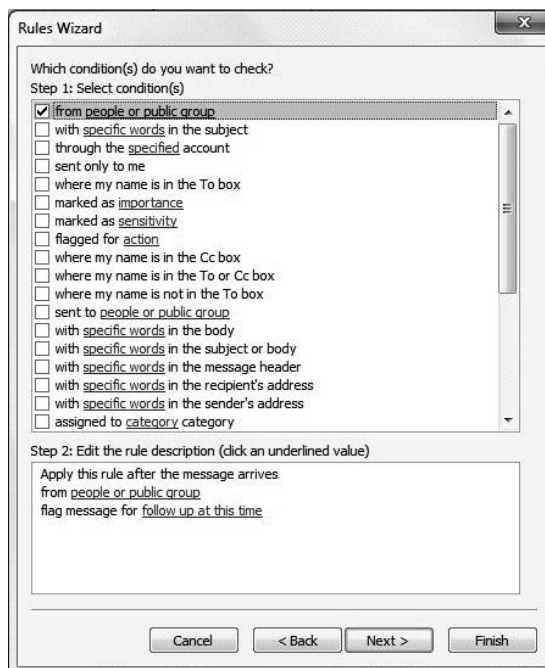 Rules Wizard
X
Which condition(s) do you want to check?
Step 1: Select condition(s)
from people or public group
with specific words in the subject
through the specified account
sent only to me
where my name is in the To box
marked as importance
marked as sensitivity
flagged for action
where my name is in the Cc box
where my name is in the To or Cc box
where my name is not in the To box
sent to people or public group
with specific words in the body
with specific words in the subject or body
with specific words in the message header
with specific words in the recipient's address
with specific words in the sender's address
assigned to category category
Step 2: Edit the rule description (click an underlined value)
Apply this rule after the message arrives
from people or public group
flag message for follow up at this time
Cancel < Back Next > Finish